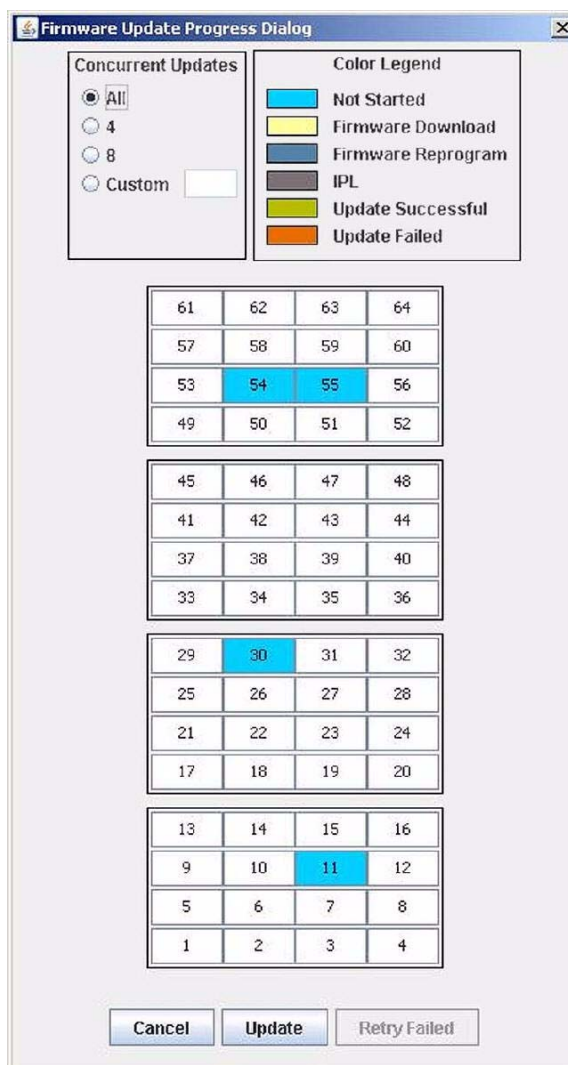 Firmware Update Progress Dialog
Concurrent Updates
All
4
8
Custom
Color Legend
Not Started
Firmware Download
Firmware Reprogram
IPL
Update Successful
Update Failed
61 62 63 64
57 58 59 60
53 54 55 56
49 50 51 52
45 46 47 48
41 42 43 44
37 38 39 40
33 34 35 36
29 30 31 32
25 26 27 28
21 22 23 24
17 18 19 20
13 14 15 16
9 10 11 12
5 6 7 8
1 2 3 4
Cancel Update Retry Failed